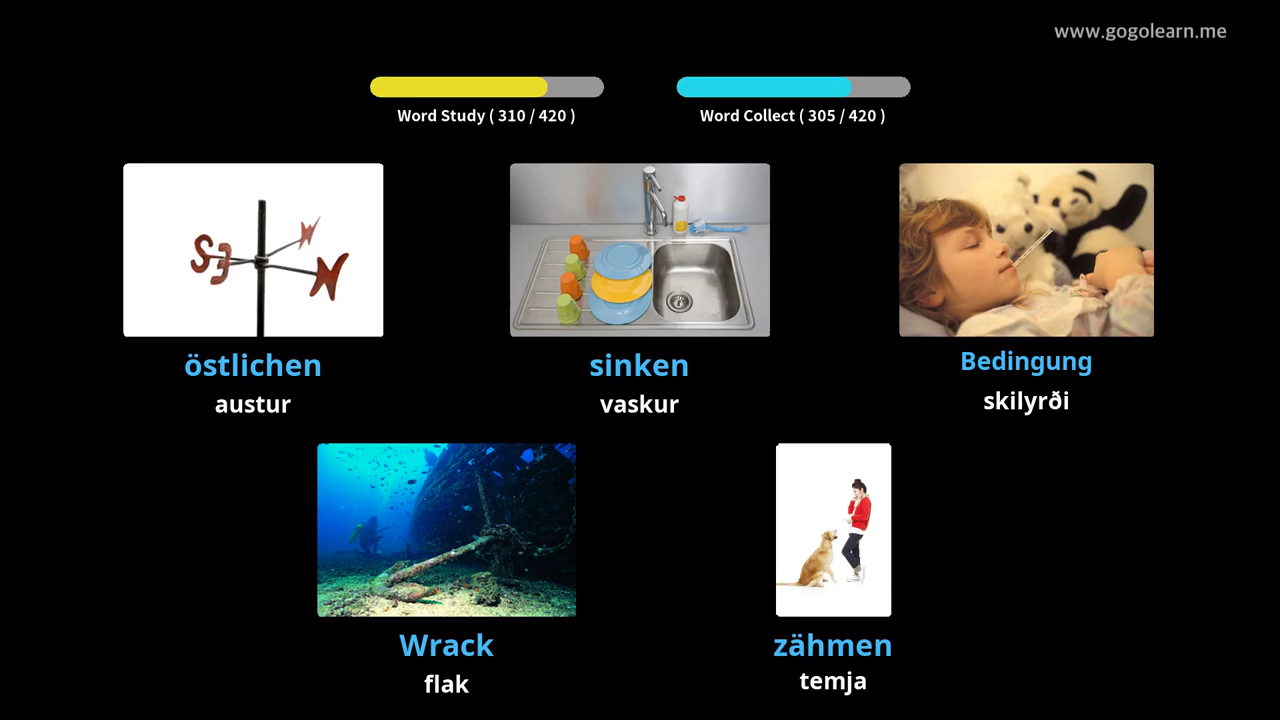 www.gogolearn.me
Word Study ( 310 / 420 )
Word Collect ( 305 / 420 )
östlichen
austur
sinken
vaskur
Bedingung
skilyrði
Wrack
flak
zähmen
temja